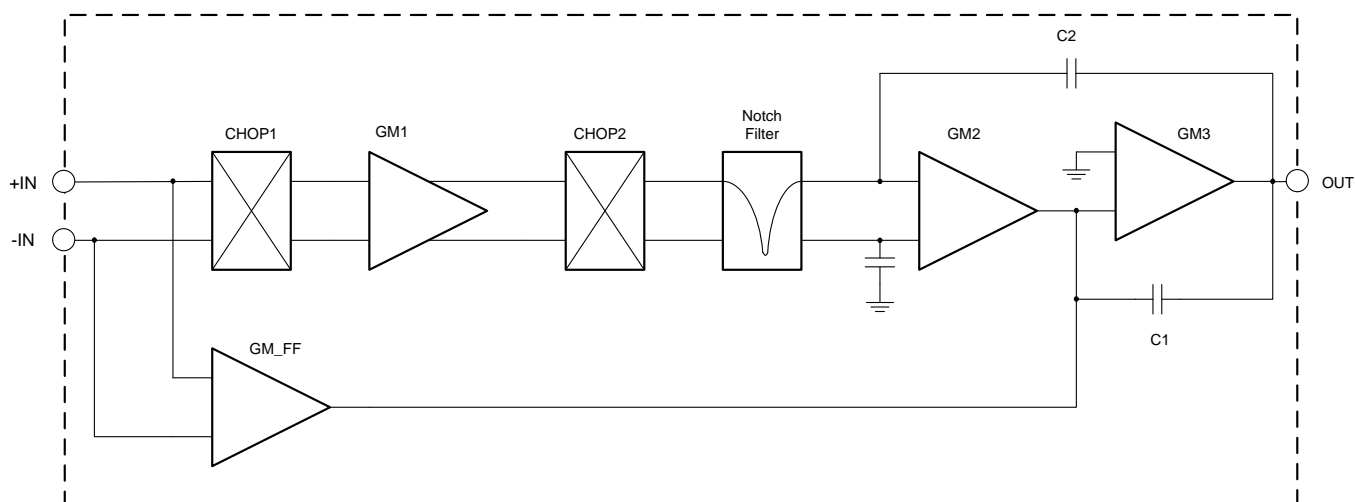 C2
Notch
Filter
CHOP1
GM1
CHOP2
GM2
GM3
+IN
OUT
-IN
C1
GM_FF